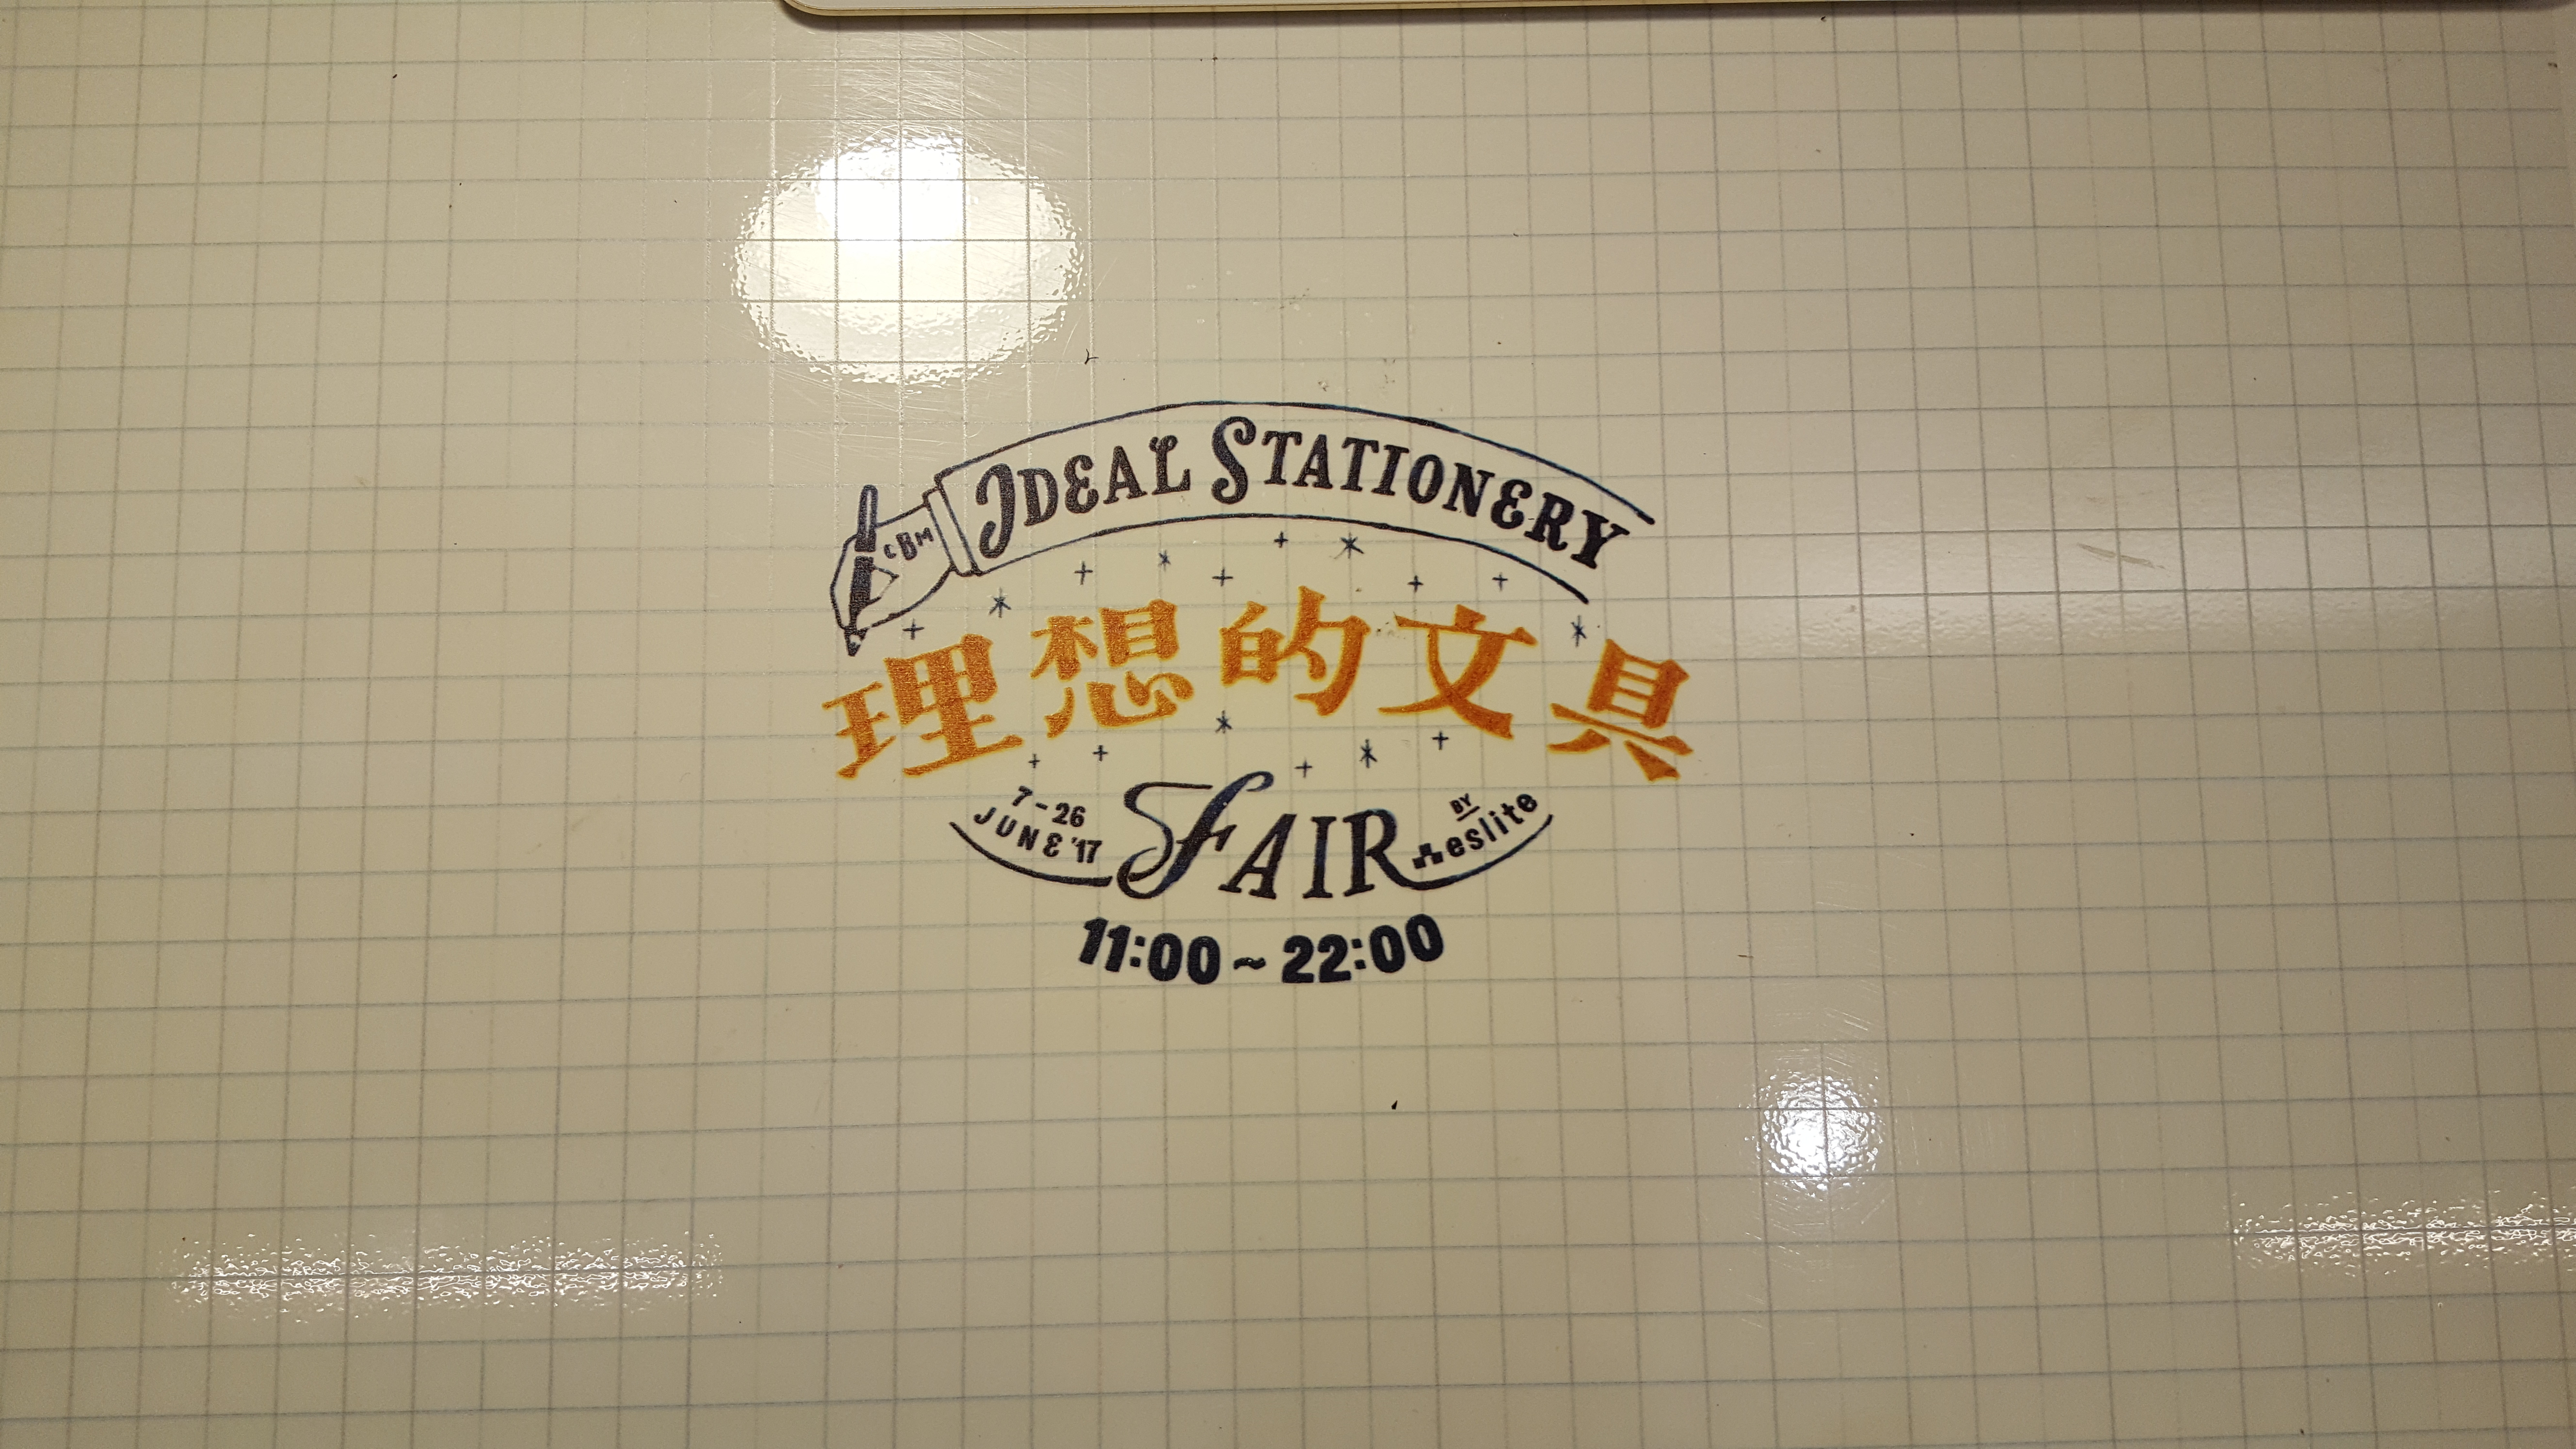 IDEAL STATIONERY
CBM
理想的文具
7-26
JUNE '17
FAIR
BY
eslite
11:00~22:00